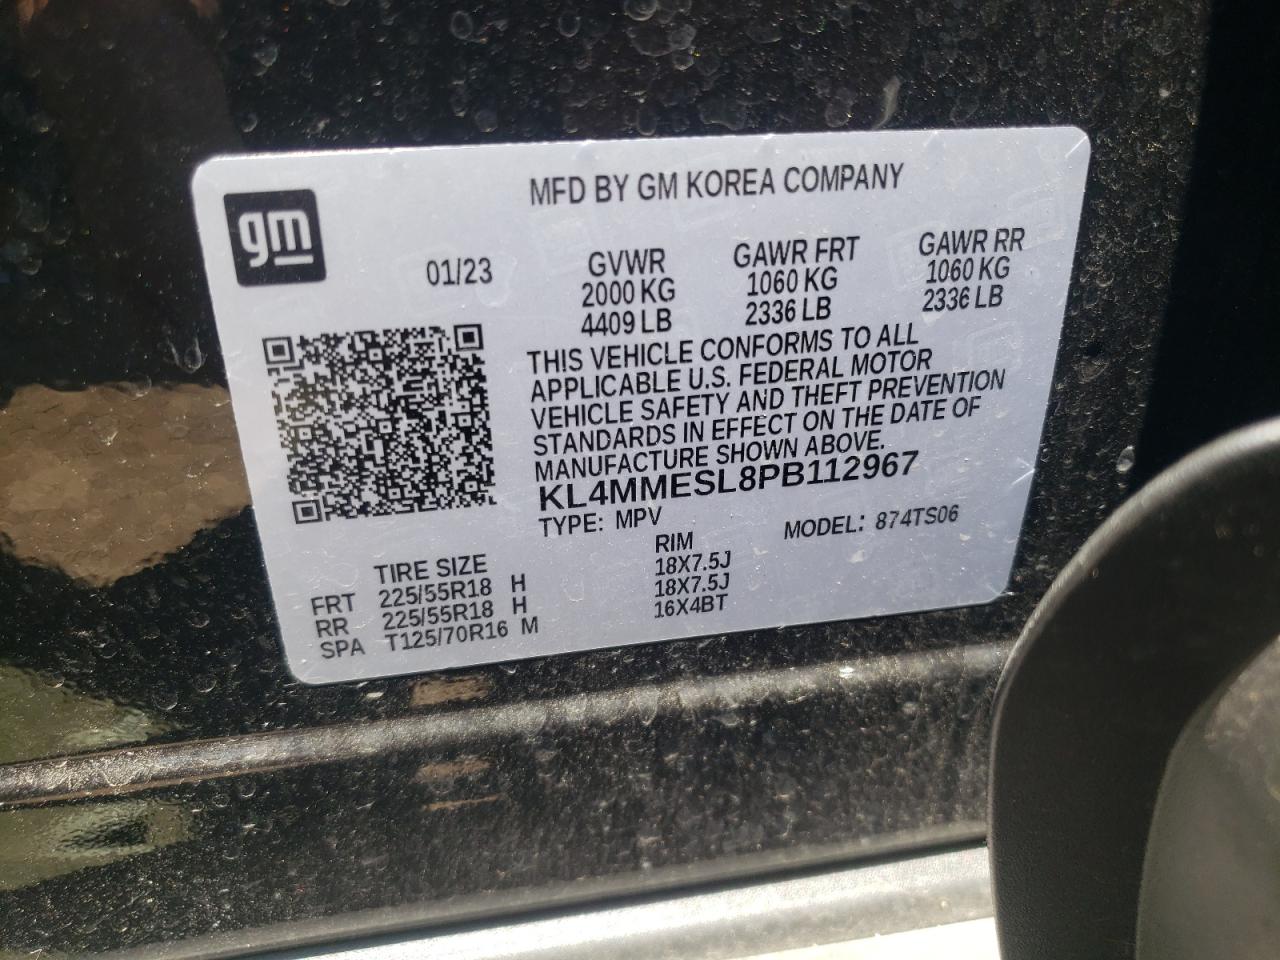 MFD BY GM KOREA COMPANY
gm
01/23
GVWR GAWR FRT GAWR RR
2000 KG 1060 KG 1060 KG
4409 LB 2336 LB 2336 LB
THIS VEHICLE CONFORMS TO ALL
APPLICABLE U.S. FEDERAL MOTOR
VEHICLE SAFETY AND THEFT PREVENTION
STANDARDS IN EFFECT ON THE DATE OF
MANUFACTURE SHOWN ABOVE.
KL4MMESL8PB112967
TYPE: MPV MODEL: 874TS06
TIRE SIZE RIM
FRT 225/55R18 H 18X7.5J
RR 225/55R18 H 18X7.5J
SPA T125/70R16 M 16X4BT